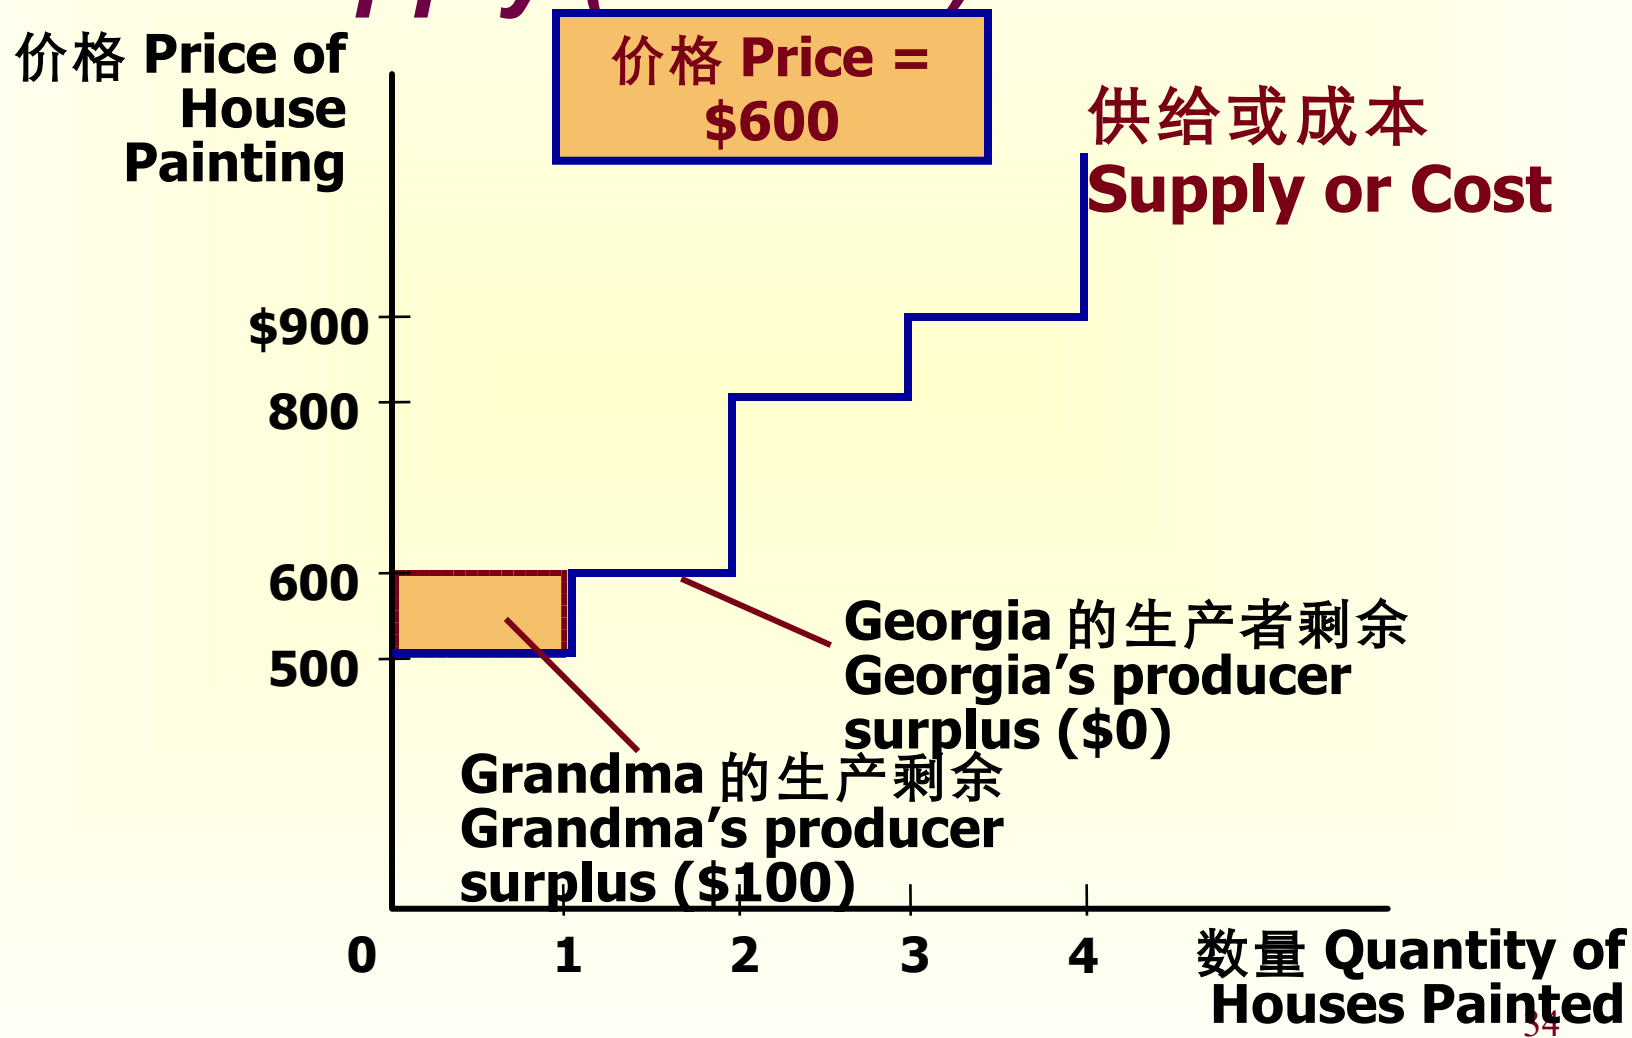 价格 Price of
House
Painting
价格 Price =
$600
供给或成本
Supply or Cost
$900
800
600
500
Georgia 的生产者剩余
Georgia’s producer
surplus ($0)
Grandma 的生产剩余
Grandma’s producer
surplus ($100)
0 1 2 3 4
数量 Quantity of
Houses Painted
34